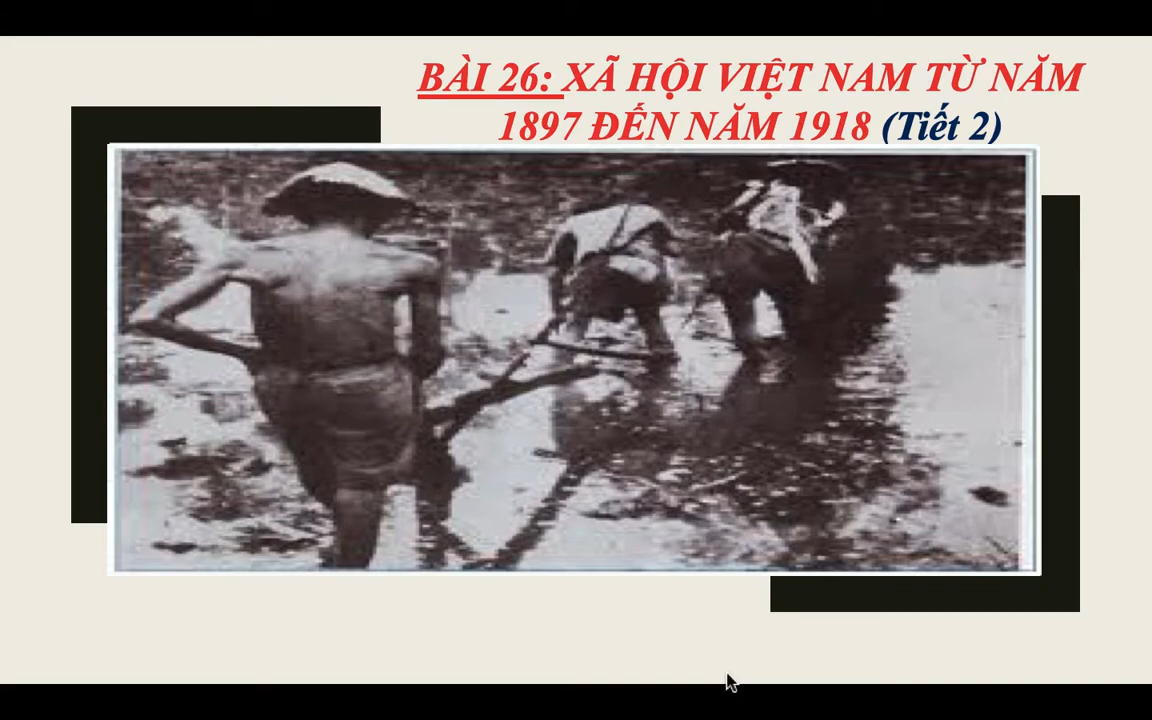 BÀI 26: XÃ HỘI VIỆT NAM TỪ NĂM
1897 ĐẾN NĂM 1918 (Tiết 2)